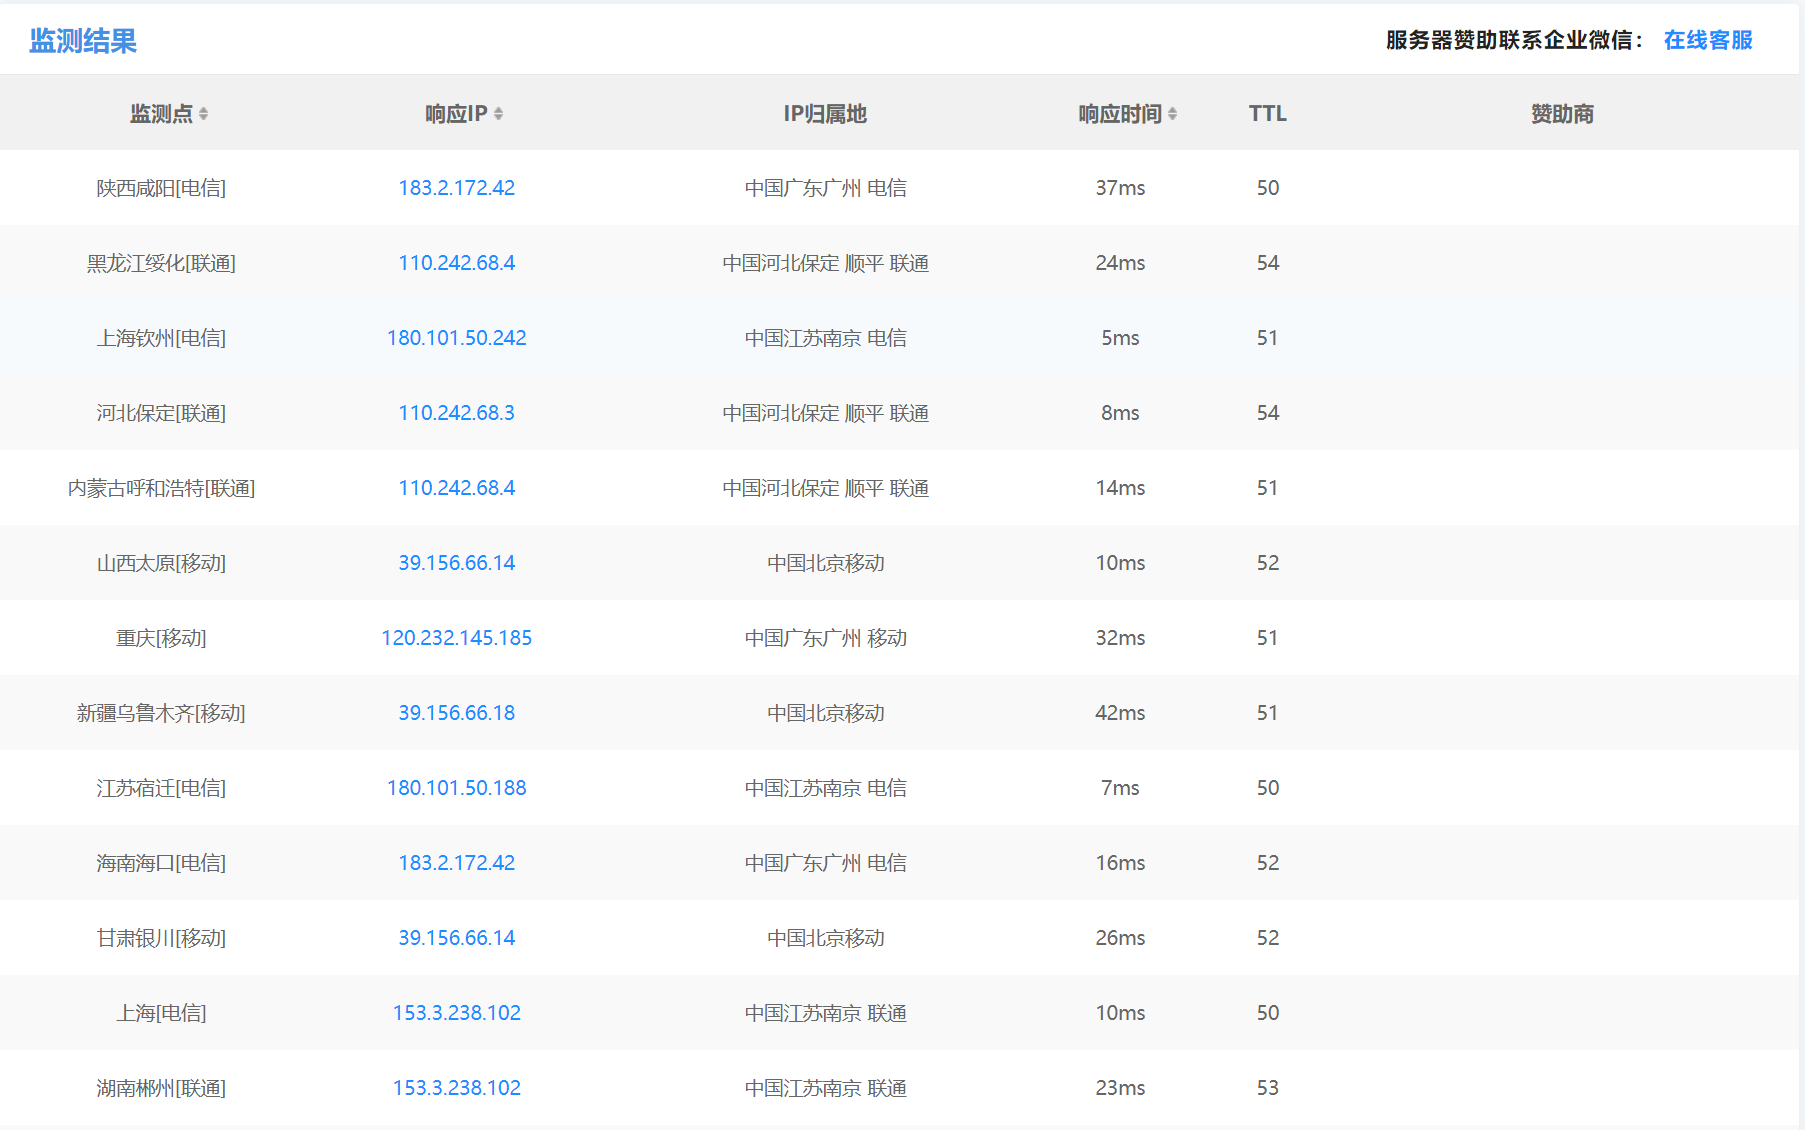 监测结果
服务器赞助联系企业微信： 在线客服
监测点 响应IP IP归属地 响应时间 TTL 赞助商
陕西咸阳[电信] 183.2.172.42 中国广东广州 电信 37ms 50
黑龙江绥化[联通] 110.242.68.4 中国河北保定 顺平 联通 24ms 54
上海钦州[电信] 180.101.50.242 中国江苏南京 电信 5ms 51
河北保定[联通] 110.242.68.3 中国河北保定 顺平 联通 8ms 54
内蒙古呼和浩特[联通] 110.242.68.4 中国河北保定 顺平 联通 14ms 51
山西太原[移动] 39.156.66.14 中国北京移动 10ms 52
重庆[移动] 120.232.145.185 中国广东广州 移动 32ms 51
新疆乌鲁木齐[移动] 39.156.66.18 中国北京移动 42ms 51
江苏宿迁[电信] 180.101.50.188 中国江苏南京 电信 7ms 50
海南海口[电信] 183.2.172.42 中国广东广州 电信 16ms 52
甘肃银川[移动] 39.156.66.14 中国北京移动 26ms 52
上海[电信] 153.3.238.102 中国江苏南京 联通 10ms 50
湖南郴州[联通] 153.3.238.102 中国江苏南京 联通 23ms 53